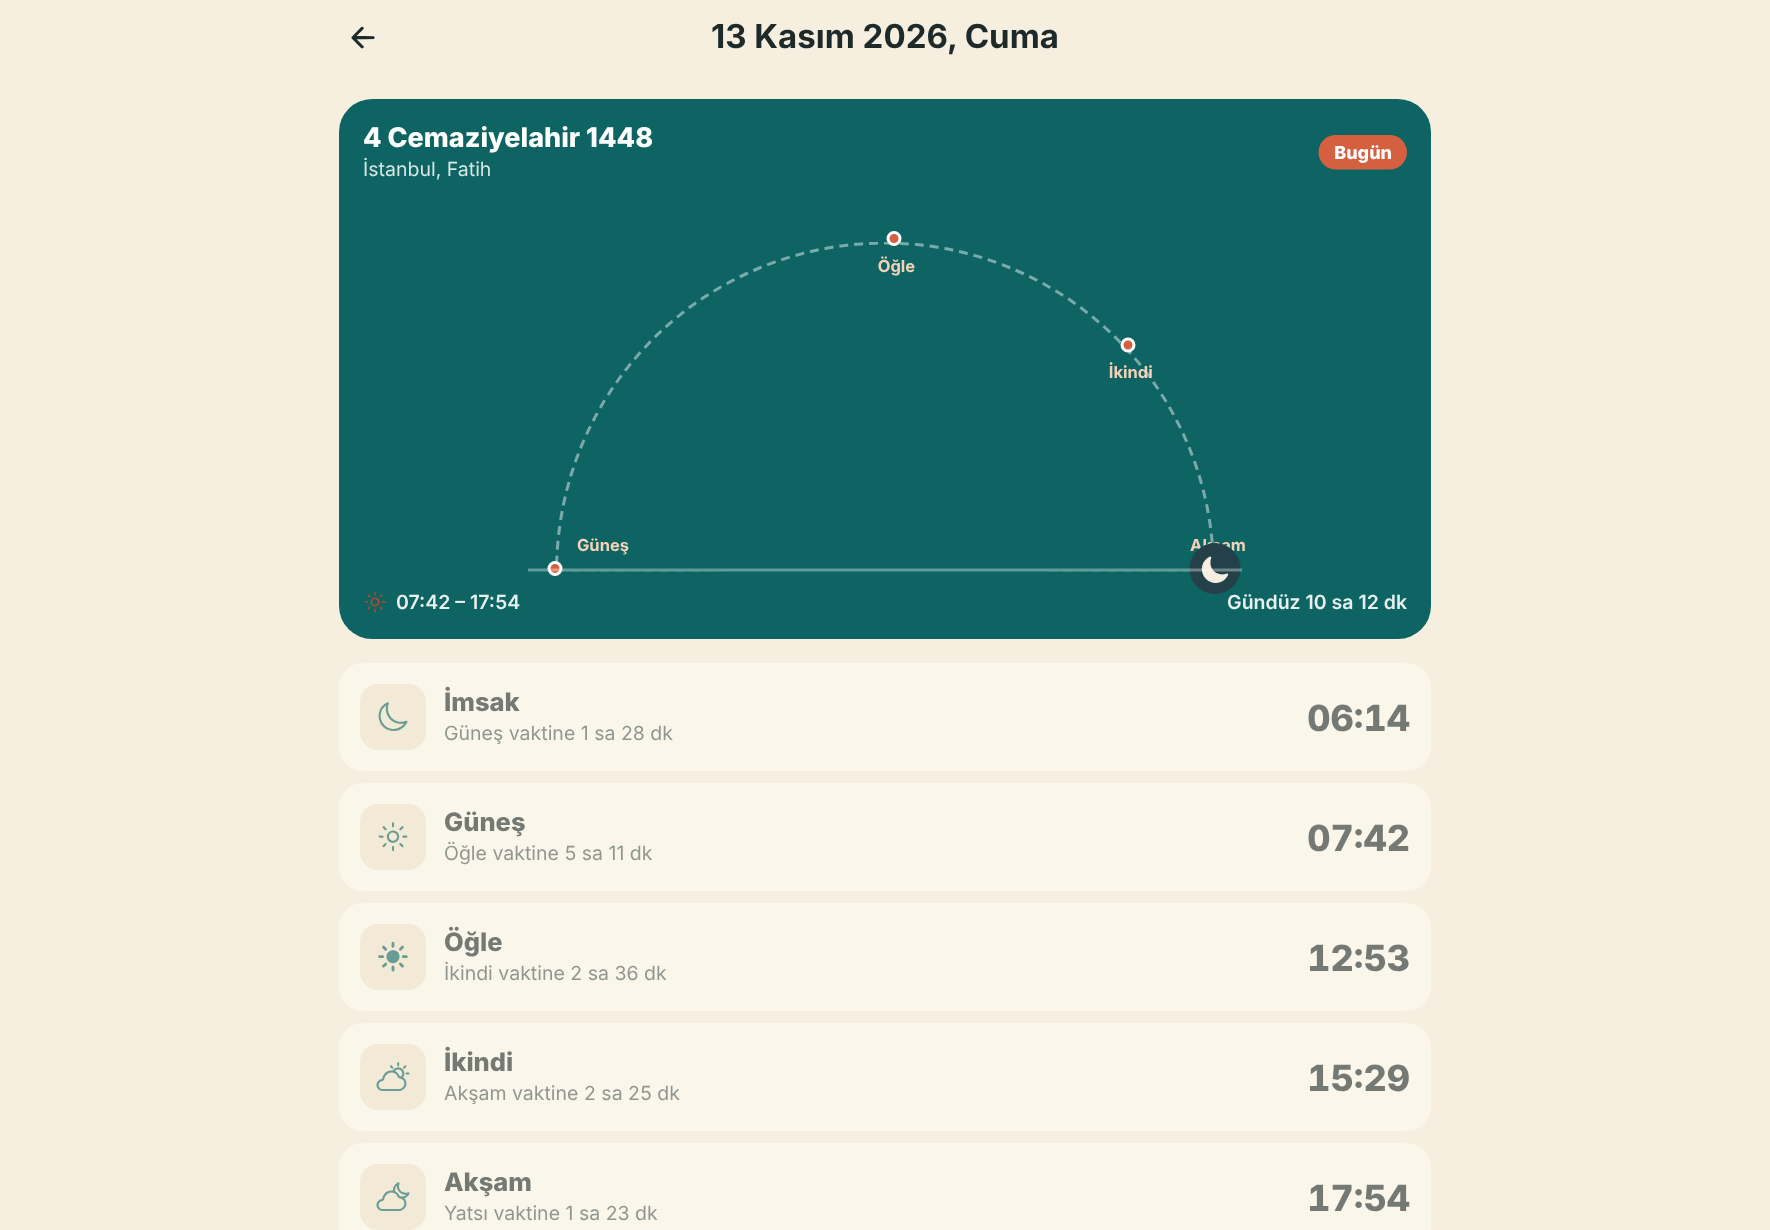 13 Kasım 2026, Cuma
4 Cemaziyelahir 1448
İstanbul, Fatih
Bugün
Öğle
İkindi
Güneş
Akşam
07:42 – 17:54
Gündüz 10 sa 12 dk
İmsak
Güneş vaktine 1 sa 28 dk
06:14
Güneş
Öğle vaktine 5 sa 11 dk
07:42
Öğle
İkindi vaktine 2 sa 36 dk
12:53
İkindi
Akşam vaktine 2 sa 25 dk
15:29
Akşam
Yatsı vaktine 1 sa 23 dk
17:54